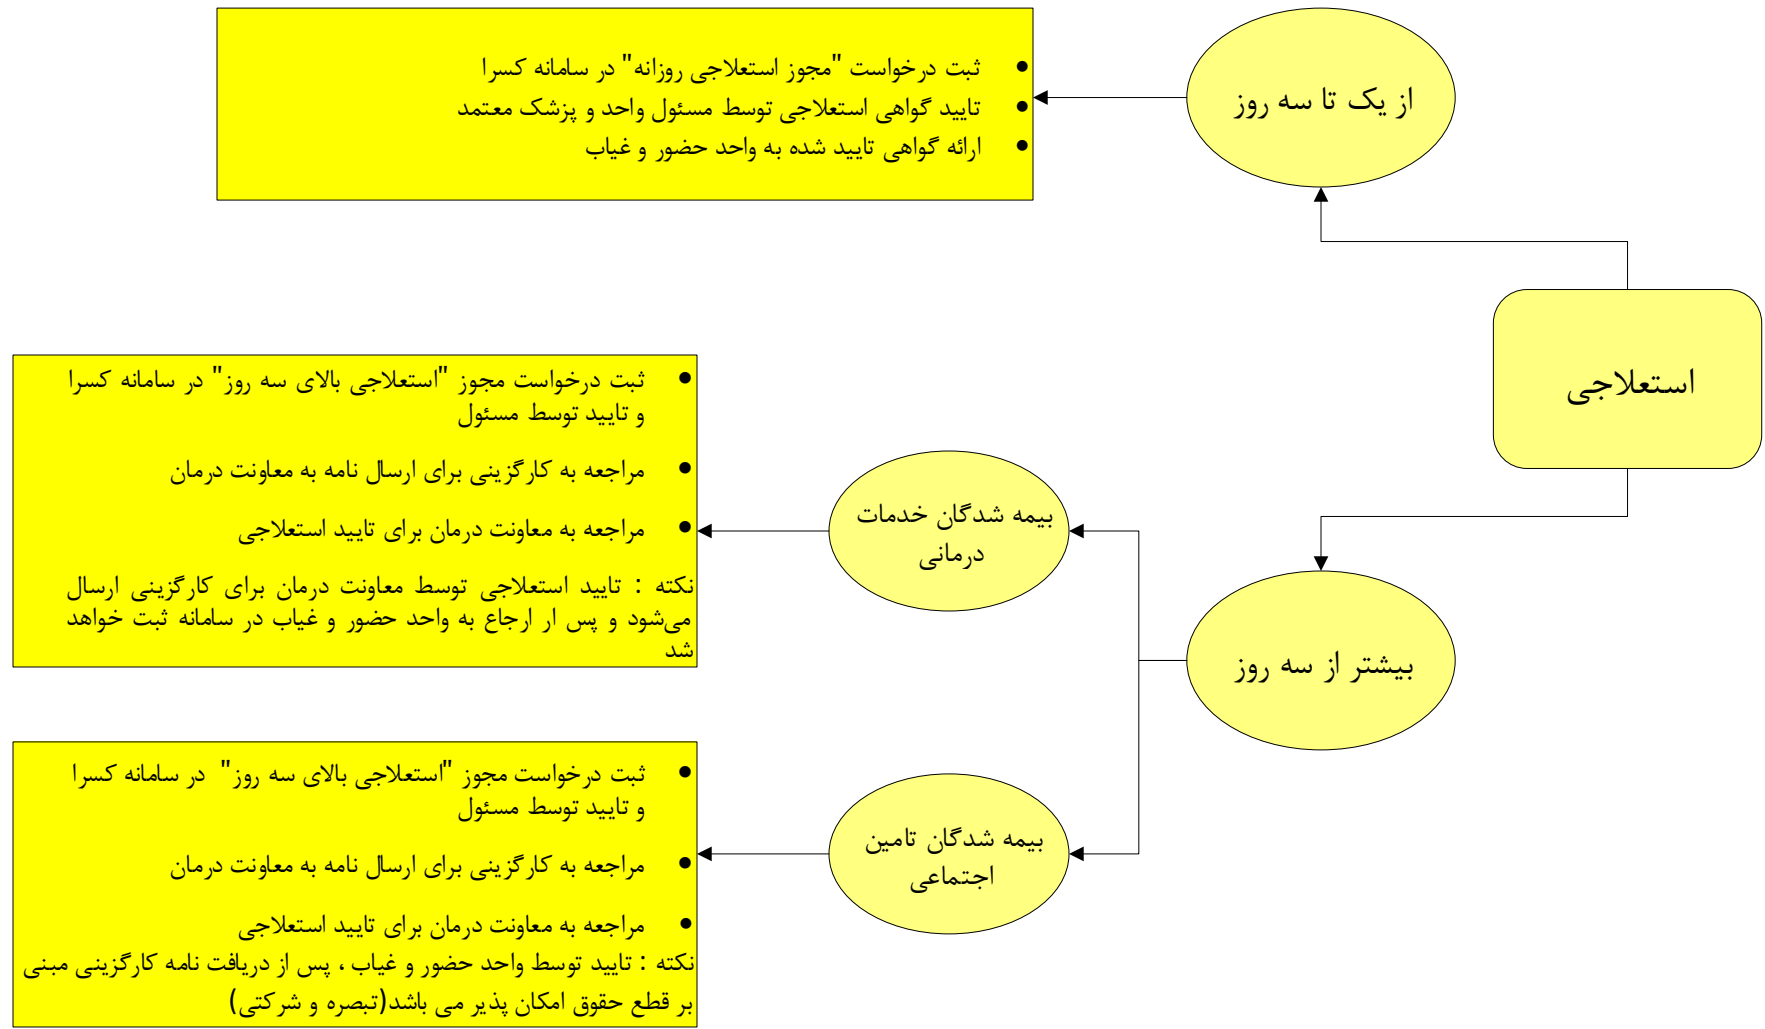 استعلاجی
از یک تا سه روز
● ثبت درخواست "مجوز استعلاجی روزانه" در سامانه کسرا
● تایید گواهی استعلاجی توسط مسئول واحد و پزشک معتمد
● ارائه گواهی تایید شده به واحد حضور و غیاب
بیشتر از سه روز
بیمه شدگان خدمات
درمانی
● ثبت درخواست مجوز "استعلاجی بالای سه روز" در سامانه کسرا
و تایید توسط مسئول
● مراجعه به کارگزینی برای ارسال نامه به معاونت درمان
● مراجعه به معاونت درمان برای تایید استعلاجی
نکته : تایید استعلاجی توسط معاونت درمان برای کارگزینی ارسال
می‌شود و پس ار ارجاع به واحد حضور و غیاب در سامانه ثبت خواهد
شد
بیمه شدگان تامین
اجتماعی
● ثبت درخواست مجوز "استعلاجی بالای سه روز" در سامانه کسرا
و تایید توسط مسئول
● مراجعه به کارگزینی برای ارسال نامه به معاونت درمان
● مراجعه به معاونت درمان برای تایید استعلاجی
نکته : تایید توسط واحد حضور و غیاب ، پس از دریافت نامه کارگزینی مبنی
بر قطع حقوق امکان پذیر می باشد(تبصره و شرکتی)